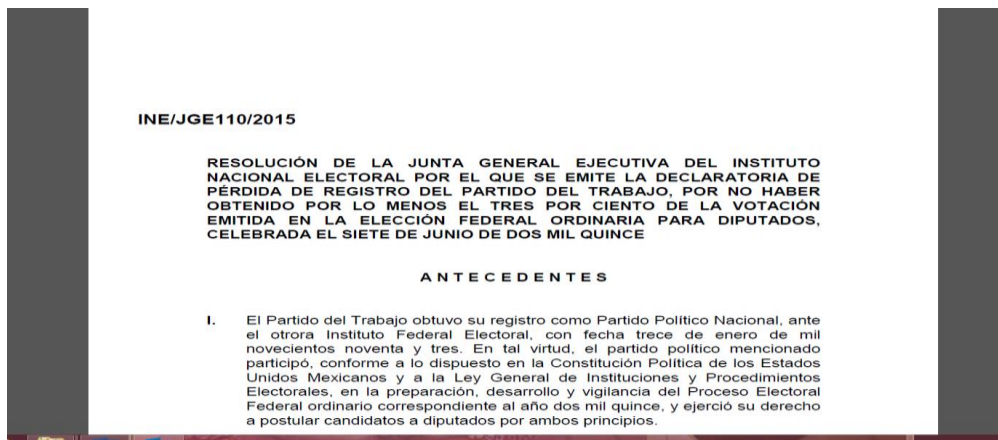 INE/JGE110/2015
RESOLUCIÓN DE LA JUNTA GENERAL EJECUTIVA DEL INSTITUTO
NACIONAL ELECTORAL POR EL QUE SE EMITE LA DECLARATORIA DE
PÉRDIDA DE REGISTRO DEL PARTIDO DEL TRABAJO, POR NO HABER
OBTENIDO POR LO MENOS EL TRES POR CIENTO DE LA VOTACIÓN
EMITIDA EN LA ELECCIÓN FEDERAL ORDINARIA PARA DIPUTADOS,
CELEBRADA EL SIETE DE JUNIO DE DOS MIL QUINCE
A N T E C E D E N T E S
I. El Partido del Trabajo obtuvo su registro como Partido Político Nacional, ante
el otrora Instituto Federal Electoral, con fecha trece de enero de mil
novecientos noventa y tres. En tal virtud, el partido político mencionado
participó, conforme a lo dispuesto en la Constitución Política de los Estados
Unidos Mexicanos y a la Ley General de Instituciones y Procedimientos
Electorales, en la preparación, desarrollo y vigilancia del Proceso Electoral
Federal ordinario correspondiente al año dos mil quince, y ejerció su derecho
a postular candidatos a diputados por ambos principios.